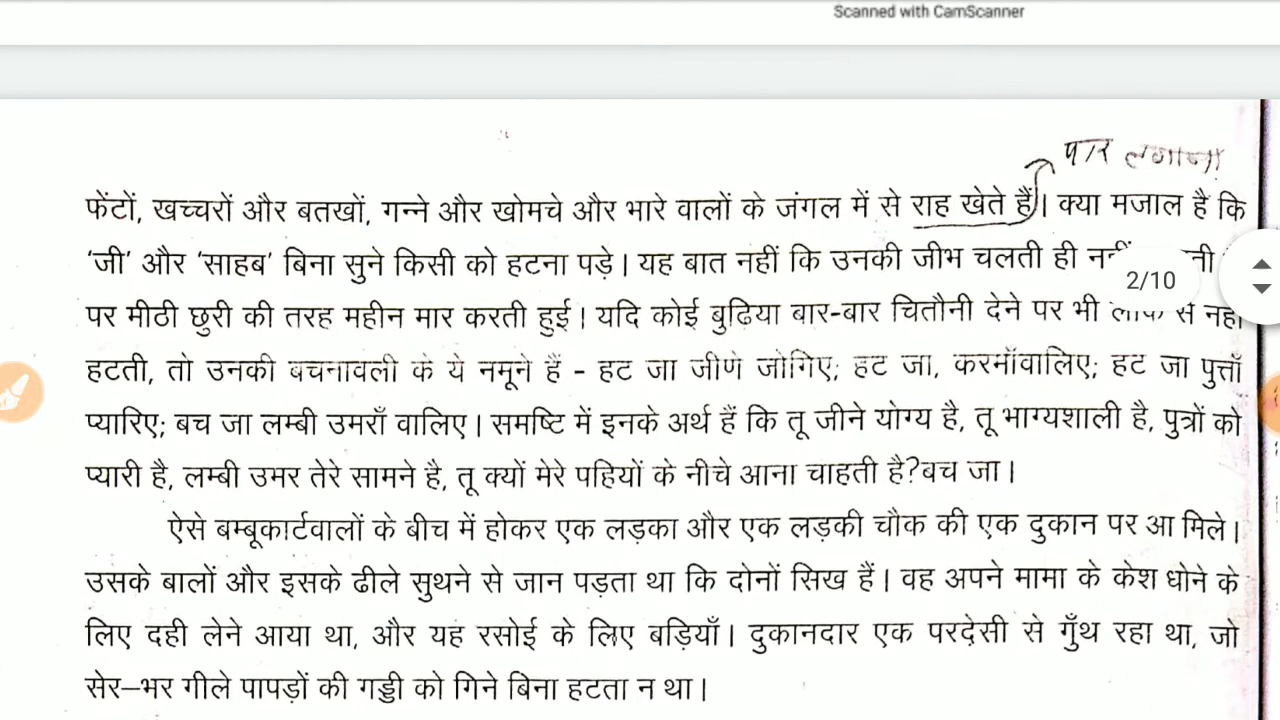 Scanned with CamScanner
पार लगाना
फेंटों, खच्चरों और बतखों, गन्ने और खोमचे और भारे वालों के जंगल में से राह खेते हैं। क्या मजाल है कि
'जी' और 'साहब' बिना सुने किसी को हटना पड़े। यह बात नहीं कि उनकी जीभ चलती ही
2/10
पर मीठी छुरी की तरह महीन मार करती हुई। यदि कोई बुढिया बार-बार चितौनी देने पर भी से नहीं
हटती, तो उनकी बचनावली के ये नमूने हैं - हट जा जीणे जोगिए; हट जा, करमाँवालिए; हट जा पुत्ताँ
प्यारिए; बच जा लम्बी उमराँ वालिए। समष्टि में इनके अर्थ हैं कि तू जीने योग्य है, तू भाग्यशाली है, पुत्रों को
प्यारी है, लम्बी उमर तेरे सामने है, तू क्यों मेरे पहियों के नीचे आना चाहती है?बच जा।
ऐसे बम्बूकार्टवालों के बीच में होकर एक लड़का और एक लड़की चौक की एक दुकान पर आ मिले।
उसके बालों और इसके ढीले सुथने से जान पड़ता था कि दोनों सिख हैं। वह अपने मामा के केश धोने के
लिए दही लेने आया था, और यह रसोई के लिए बड़ियाँ। दुकानदार एक परदेसी से गुँथ रहा था, जो
सेर–भर गीले पापड़ों की गड्डी को गिने बिना हटता न था।